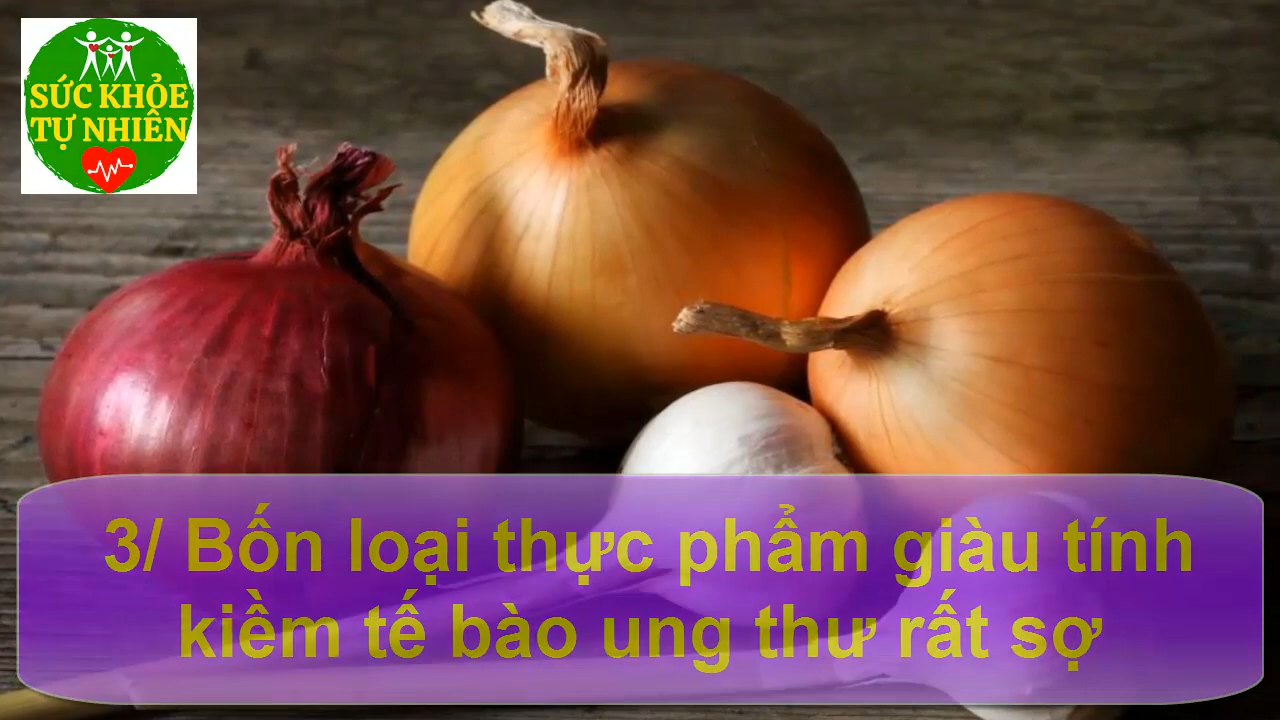 SỨC KHỎE
TỰ NHIÊN
3/ Bốn loại thực phẩm giàu tính
kiềm tế bào ung thư rất sợ